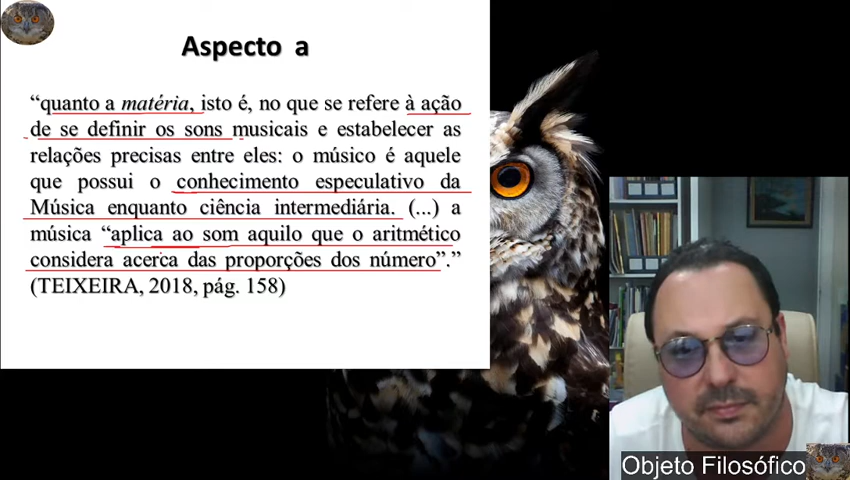 Aspecto a
“quanto a matéria, isto é, no que se refere à ação
de se definir os sons musicais e estabelecer as
relações precisas entre eles: o músico é aquele
que possui o conhecimento especulativo da
Música enquanto ciência intermediária. (...) a
música “aplica ao som aquilo que o aritmético
considera acerca das proporções dos número”.”
(TEIXEIRA, 2018, pág. 158)
Objeto Filosófico